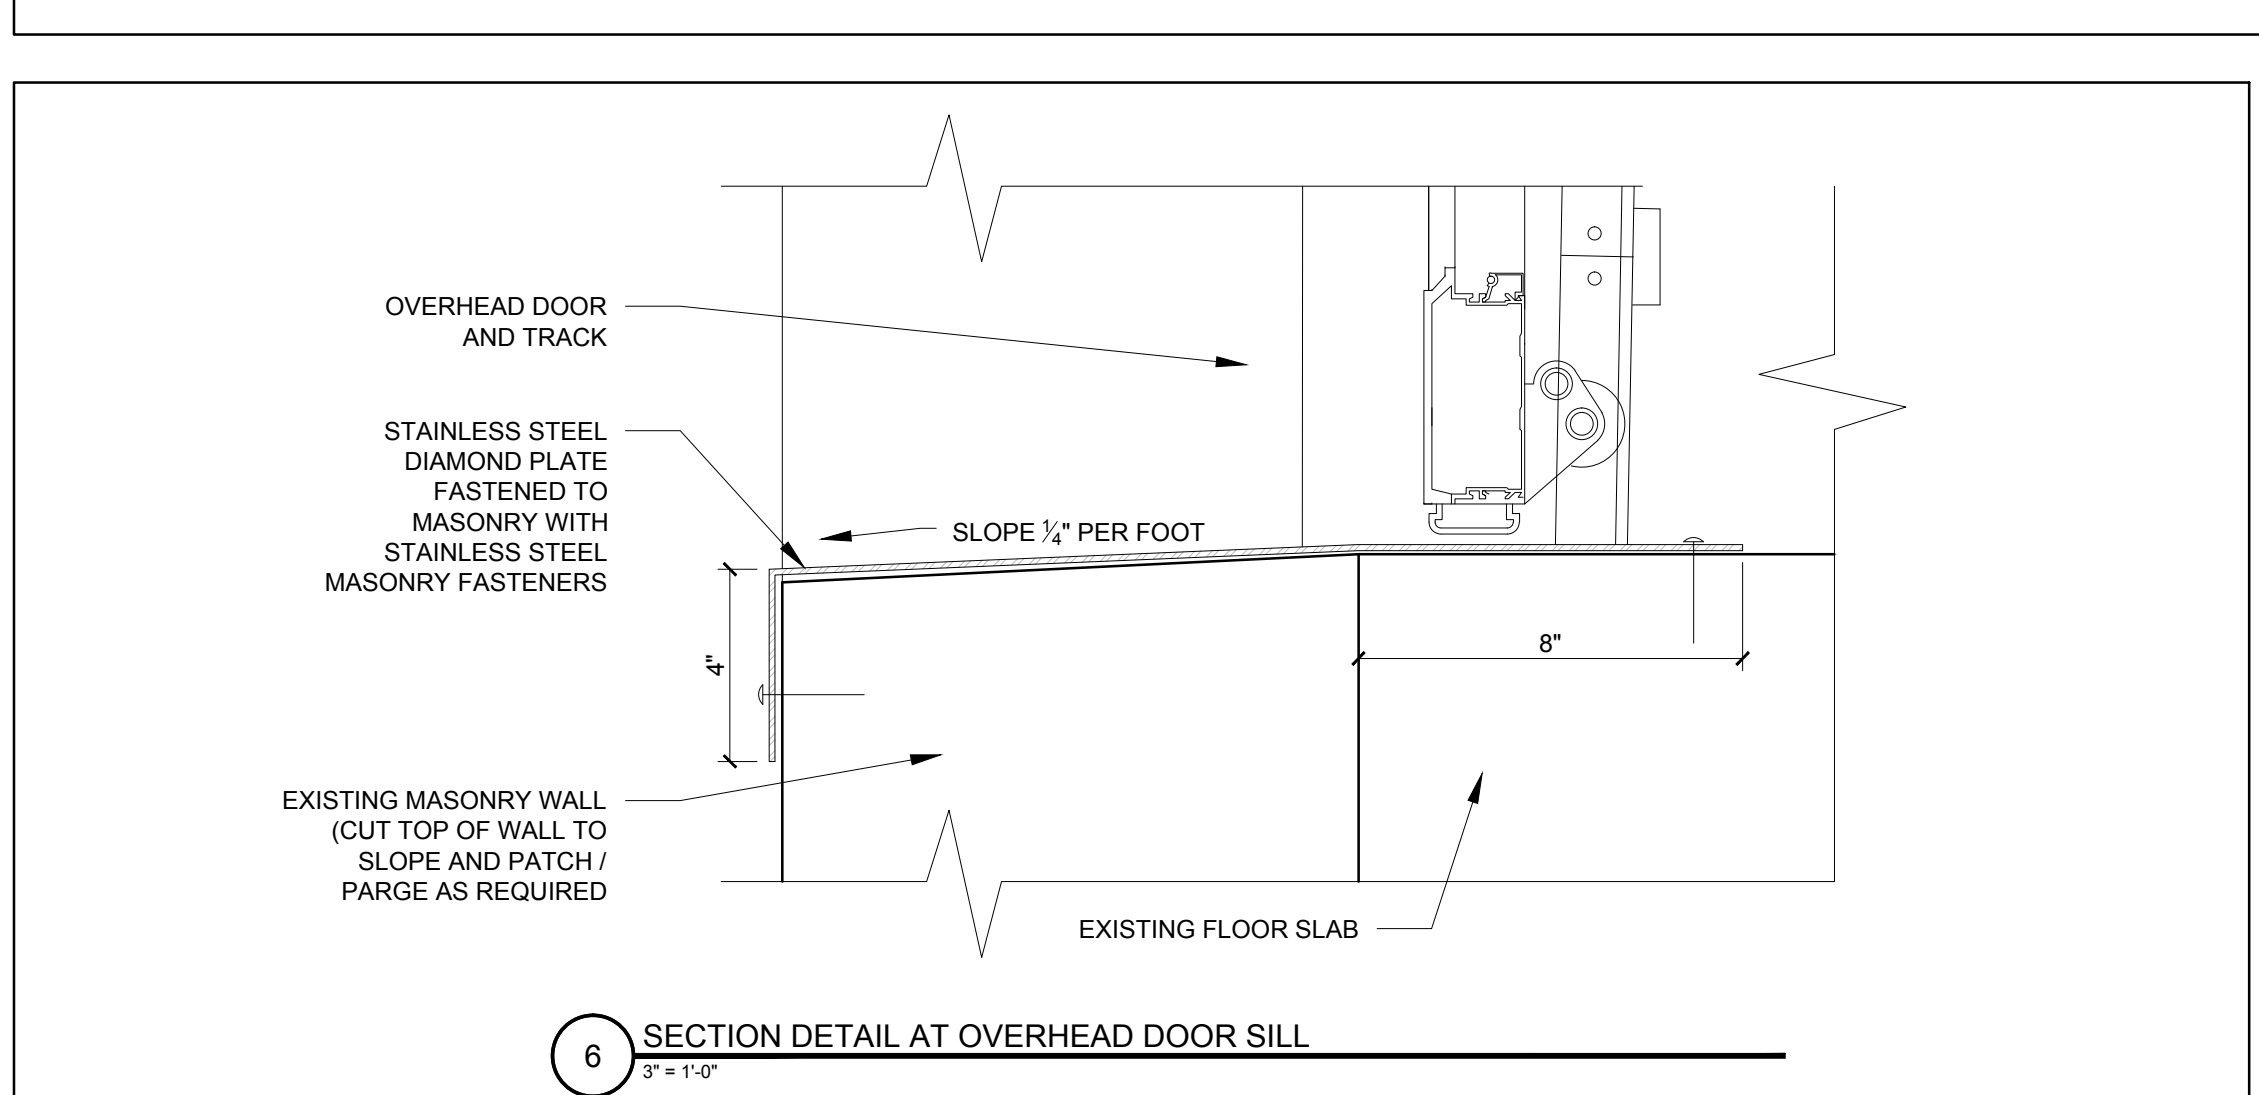 OVERHEAD DOOR
AND TRACK
STAINLESS STEEL
DIAMOND PLATE
FASTENED TO
MASONRY WITH
STAINLESS STEEL
MASONRY FASTENERS
SLOPE ¼" PER FOOT
4"
8"
EXISTING MASONRY WALL
(CUT TOP OF WALL TO
SLOPE AND PATCH /
PARGE AS REQUIRED
EXISTING FLOOR SLAB
6
SECTION DETAIL AT OVERHEAD DOOR SILL
3" = 1'-0"